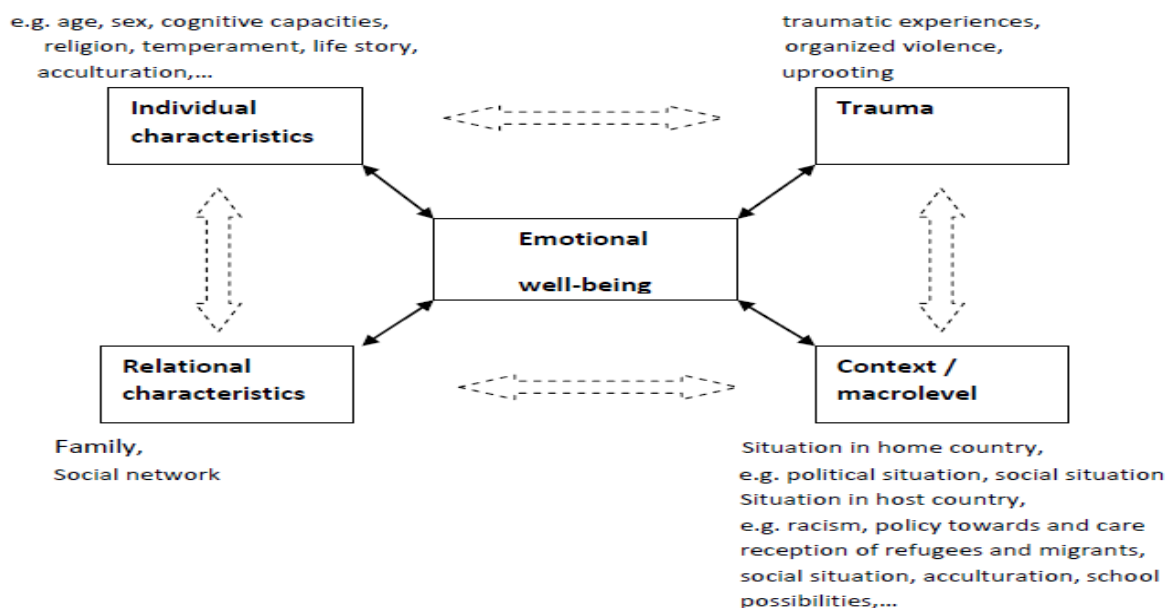 e.g. age, sex, cognitive capacities,
religion, temperament, life story,
acculturation,...
traumatic experiences,
organized violence,
uprooting
Individual
characteristics
Trauma
Emotional
well-being
Relational
characteristics
Context /
macrolevel
Family,
Social network
Situation in home country,
e.g. political situation, social situation
Situation in host country,
e.g. racism, policy towards and care
reception of refugees and migrants,
social situation, acculturation, school
possibilities,...